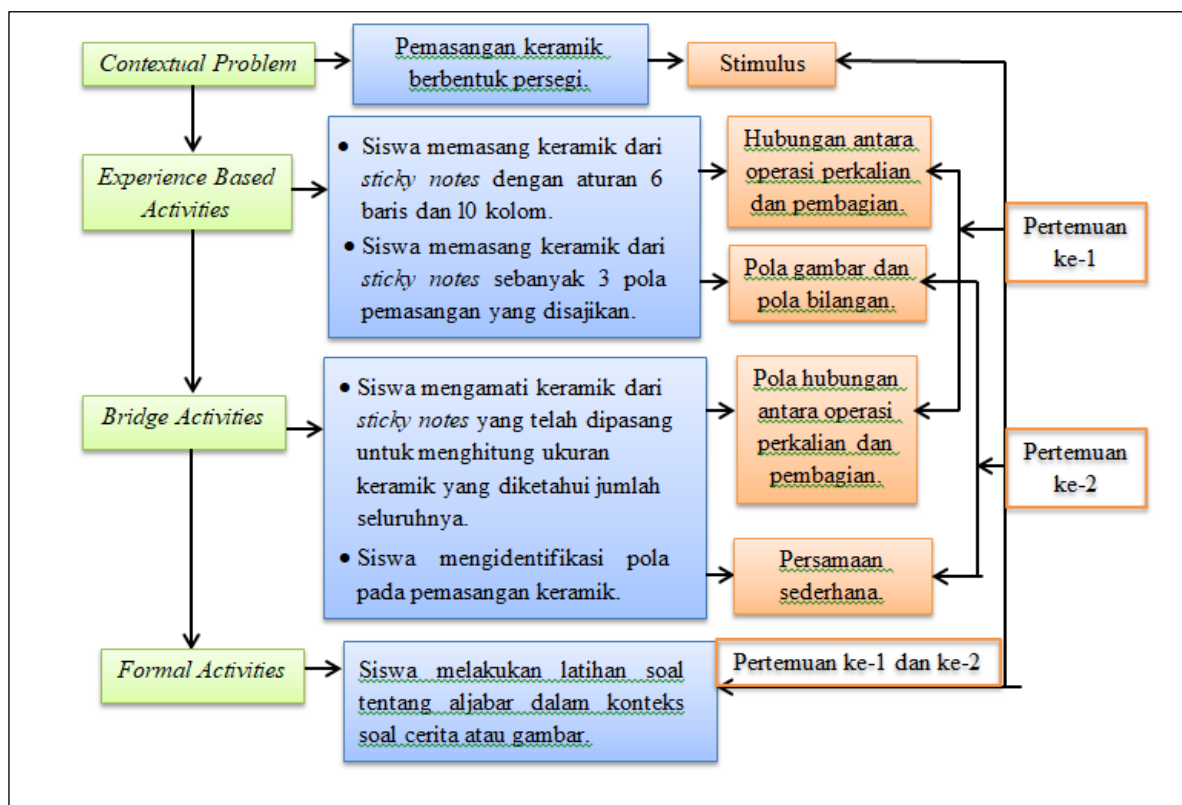 Contextual Problem
Pemasangan keramik
berbentuk persegi.
Stimulus
Experience Based
Activities
• Siswa memasang keramik dari
sticky notes dengan aturan 6
baris dan 10 kolom.
• Siswa memasang keramik dari
sticky notes sebanyak 3 pola
pemasangan yang disajikan.
Hubungan antara
operasi perkalian
dan pembagian.
Pola gambar dan
pola bilangan.
Pertemuan
ke-1
Bridge Activities
• Siswa mengamati keramik dari
sticky notes yang telah dipasang
untuk menghitung ukuran
keramik yang diketahui jumlah
seluruhnya.
• Siswa mengidentifikasi pola
pada pemasangan keramik.
Pola hubungan
antara operasi
perkalian dan
pembagian.
Persamaan
sederhana.
Pertemuan
ke-2
Formal Activities
Siswa melakukan latihan soal
tentang aljabar dalam konteks
soal cerita atau gambar.
Pertemuan ke-1 dan ke-2